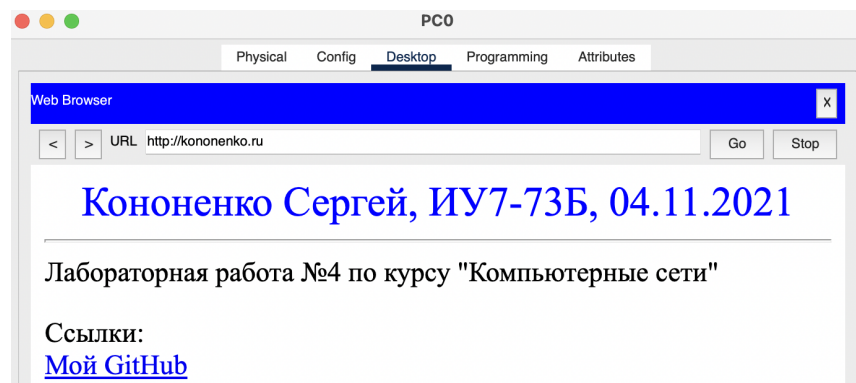 PC0
Physical Config Desktop Programming Attributes
Web Browser X
< > URL http://kononenko.ru Go Stop
Кононенко Сергей, ИУ7-73Б, 04.11.2021
Лабораторная работа №4 по курсу "Компьютерные сети"
Ссылки:
Мой GitHub